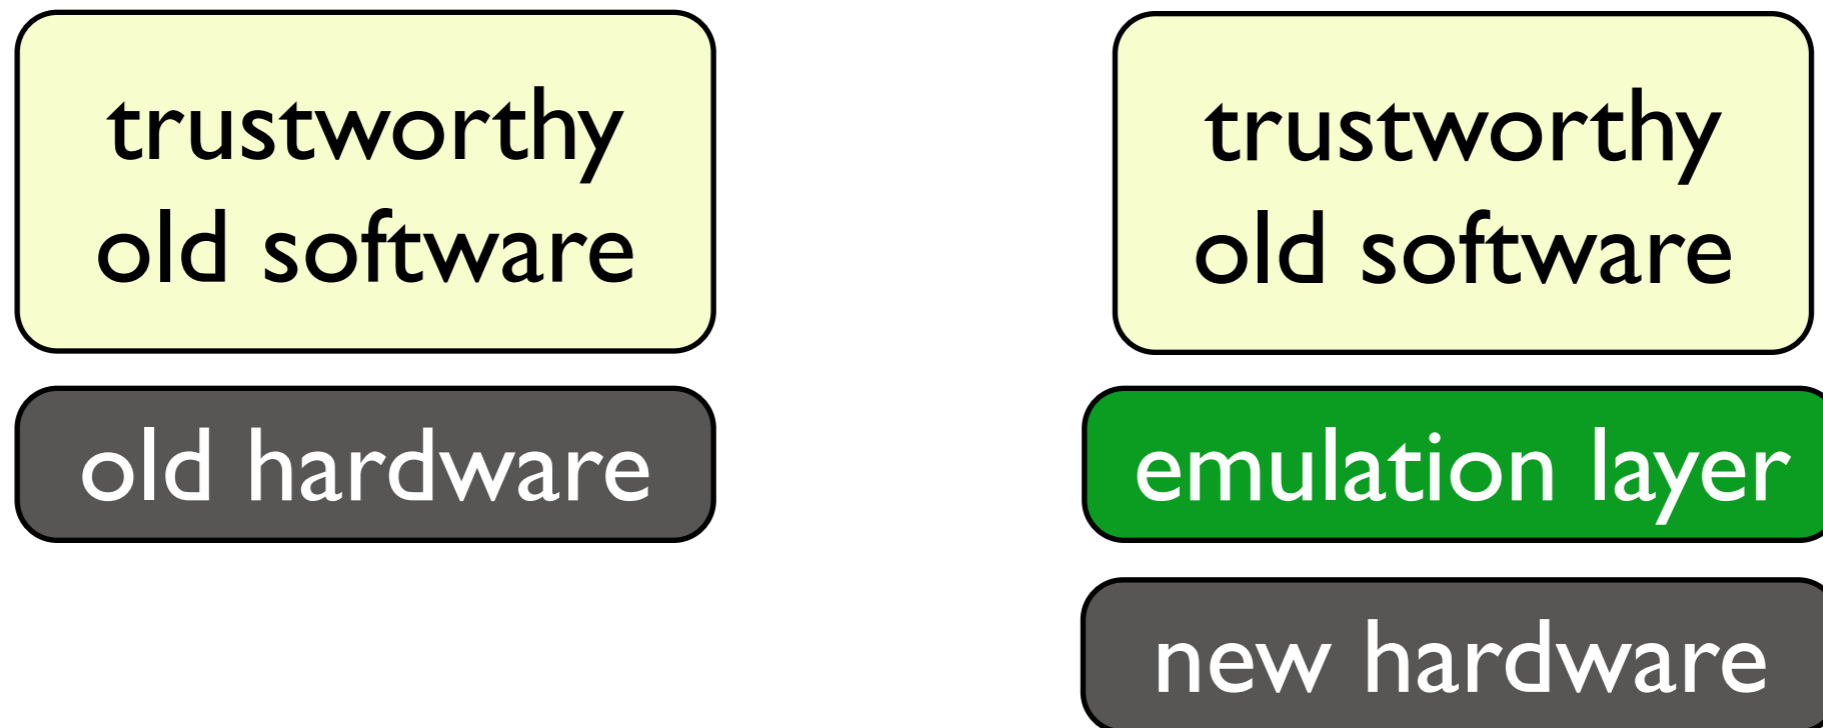 trustworthy
old software
old hardware
trustworthy
old software
emulation layer
new hardware